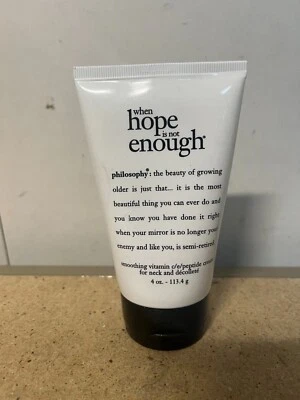 when
hope
is not
enough®
philosophy®: the beauty of growing
older is just that... it is the most
beautiful thing you can ever do and
you know you have done it right
when your mirror is no longer your
enemy and like you, is semi-retired.
smoothing vitamin c/e/peptide cream
for neck and décolleté
4 oz. - 113.4 g